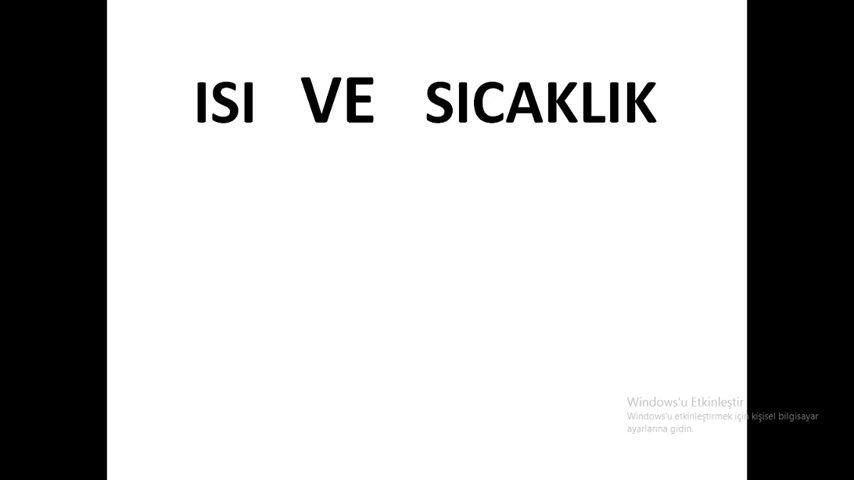 ISI VE SICAKLIK
Windows'u Etkinleştir
Windows'u etkinleştirmek için kişisel bilgisayar
ayarlarına gidin.